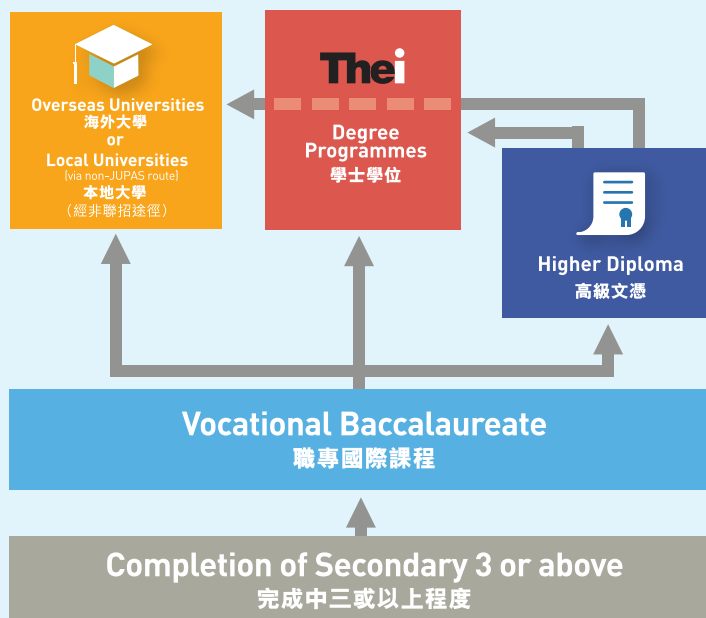 Overseas Universities
海外大學
or
Local Universities
(via non-JUPAS route)
本地大學
（經非聯招途徑）
Thei
Degree
Programmes
學士學位
Higher Diploma
高級文憑
Vocational Baccalaureate
職專國際課程
Completion of Secondary 3 or above
完成中三或以上程度